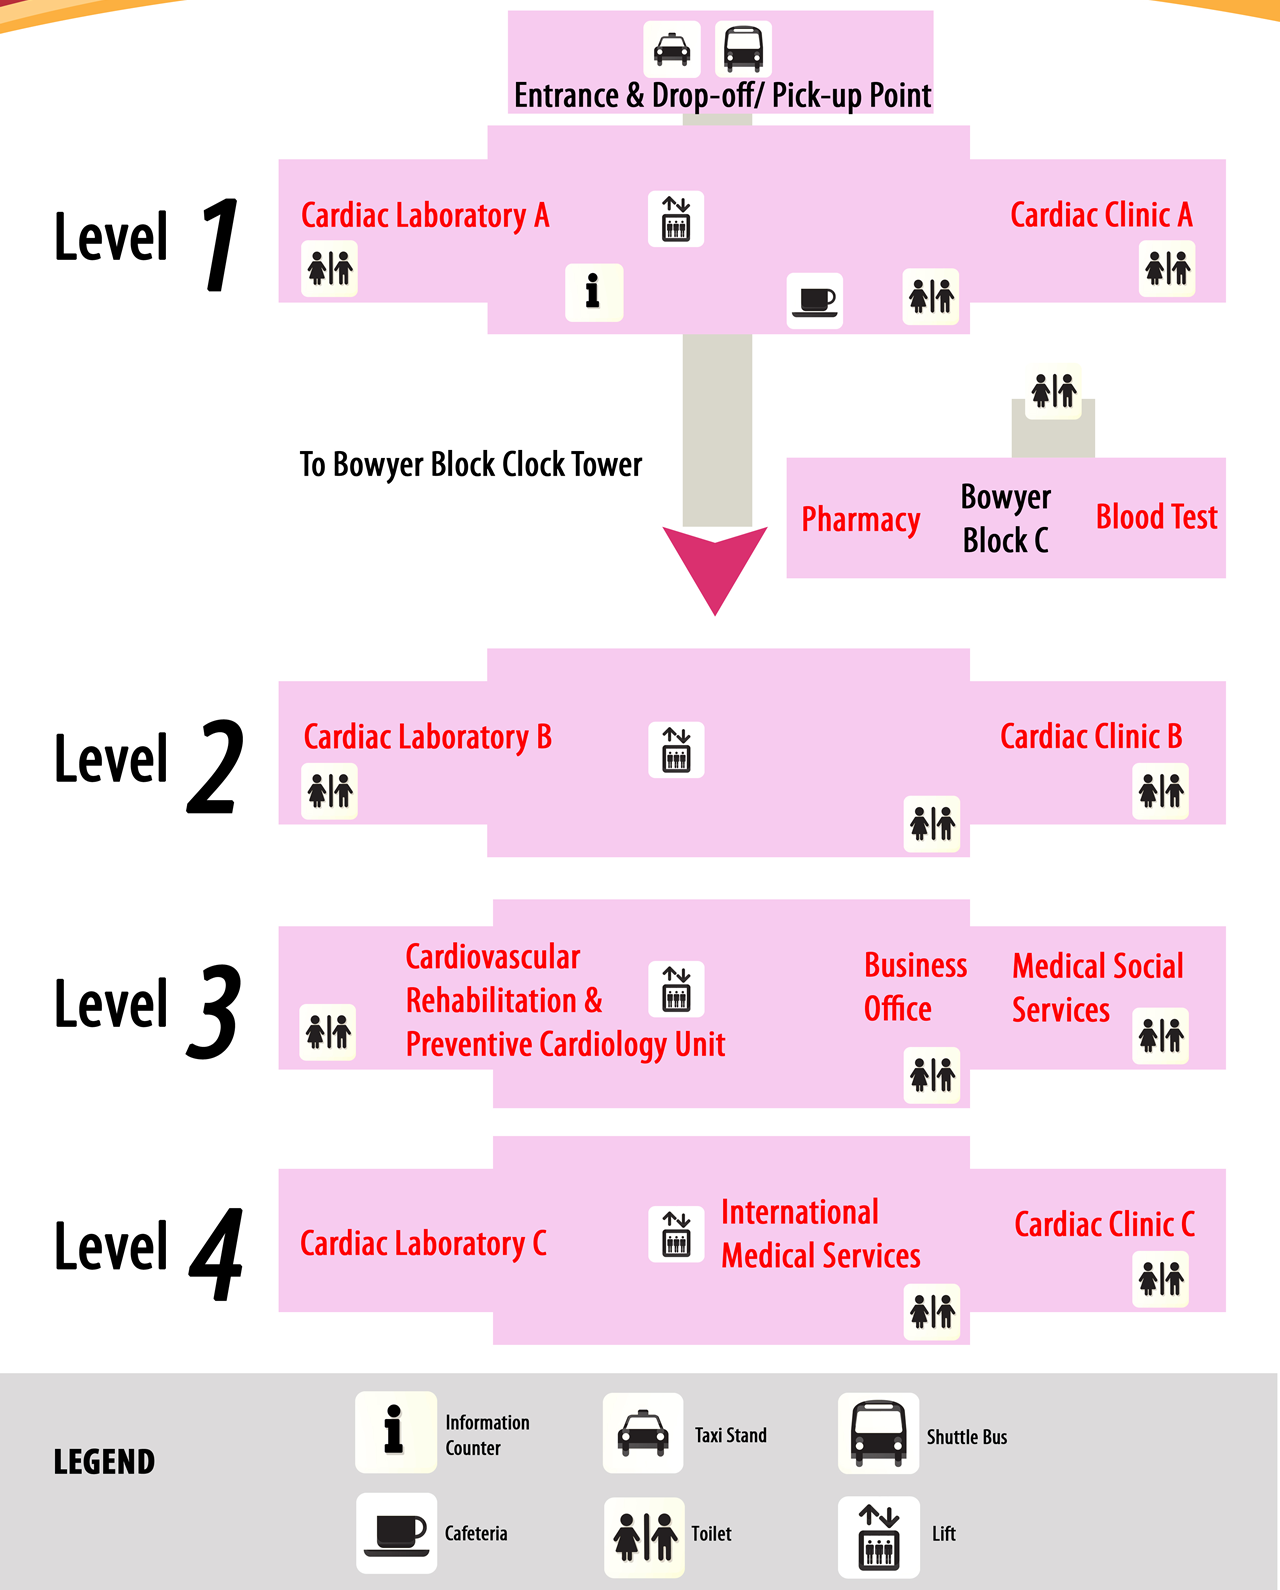 Entrance & Drop-off/ Pick-up Point
Level 1
Cardiac Laboratory A
Cardiac Clinic A
To Bowyer Block Clock Tower
Pharmacy
Bowyer
Block C
Blood Test
Level 2
Cardiac Laboratory B
Cardiac Clinic B
Level 3
Cardiovascular
Rehabilitation &
Preventive Cardiology Unit
Business
Office
Medical Social
Services
Level 4
Cardiac Laboratory C
International
Medical Services
Cardiac Clinic C
LEGEND
Information
Counter
Taxi Stand
Shuttle Bus
Cafeteria
Toilet
Lift